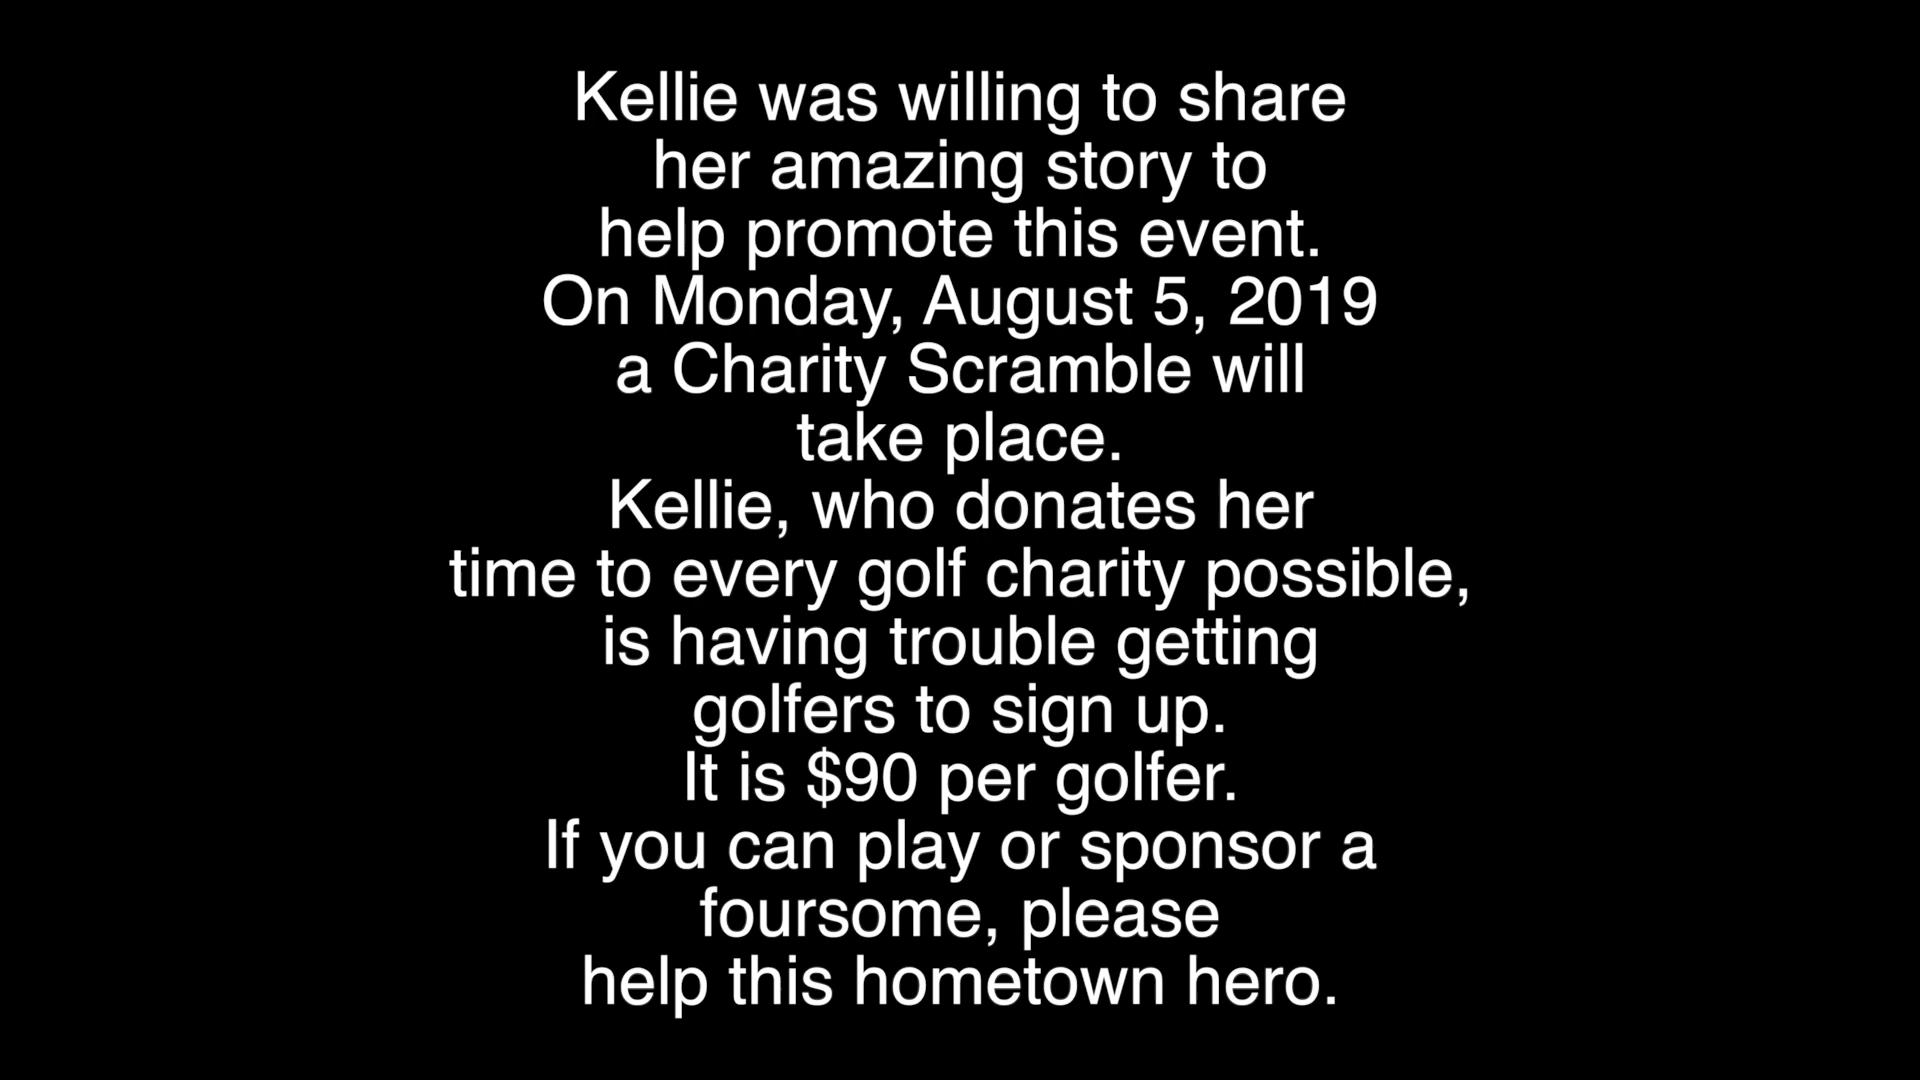 Kellie was willing to share
her amazing story to
help promote this event.
On Monday, August 5, 2019
a Charity Scramble will
take place.
Kellie, who donates her
time to every golf charity possible,
is having trouble getting
golfers to sign up.
It is $90 per golfer.
If you can play or sponsor a
foursome, please
help this hometown hero.